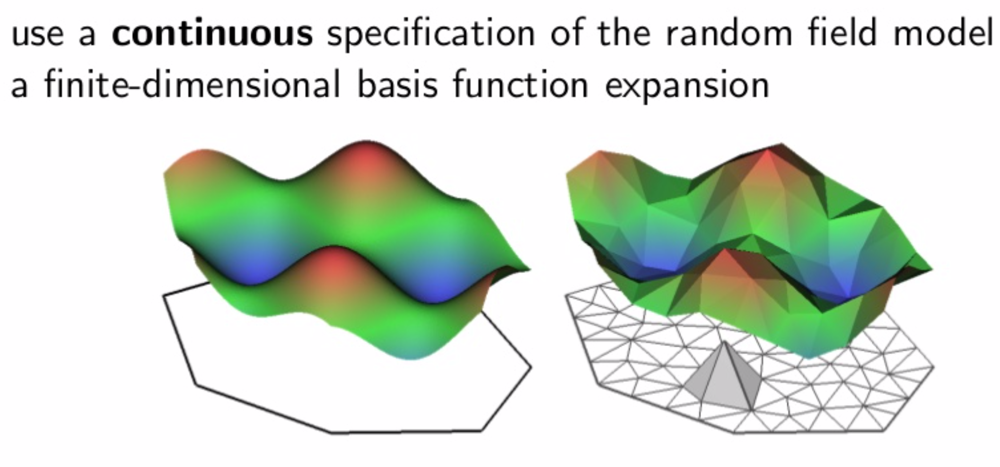 use a continuous specification of the random field model
a finite-dimensional basis function expansion